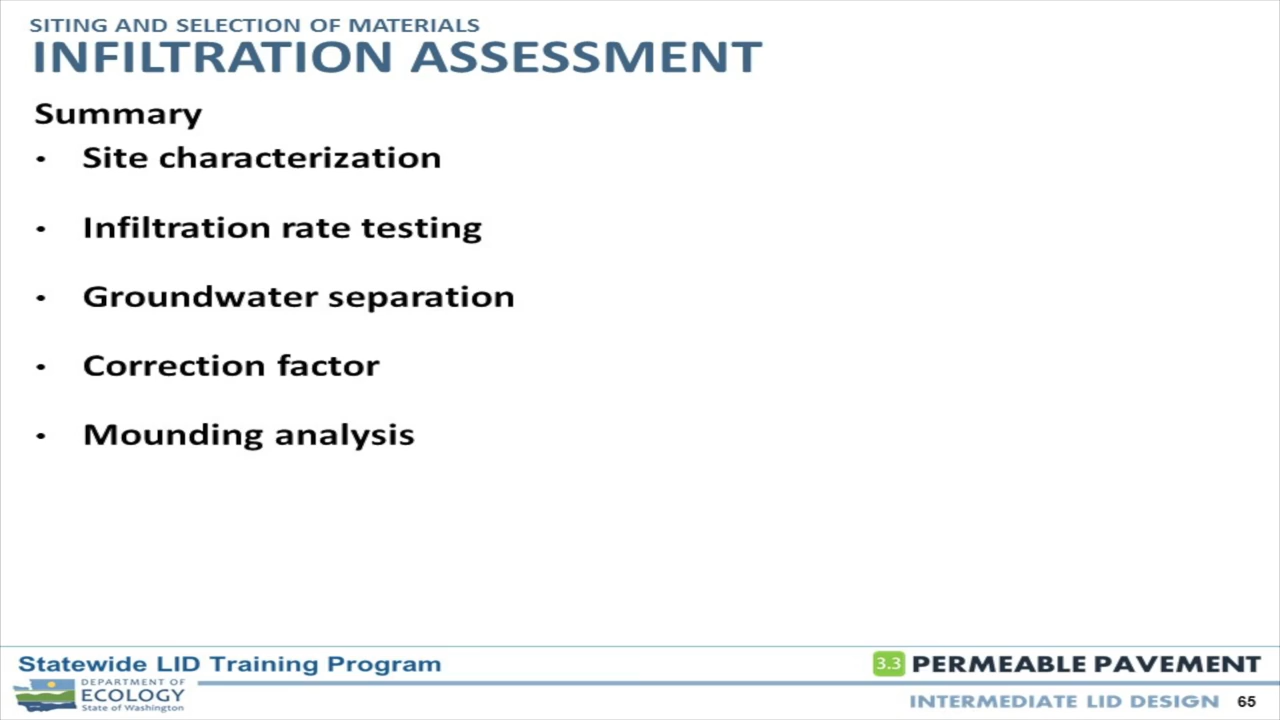 SITING AND SELECTION OF MATERIALS
INFILTRATION ASSESSMENT
Summary
• Site characterization
• Infiltration rate testing
• Groundwater separation
• Correction factor
• Mounding analysis
Statewide LID Training Program
3.3 PERMEABLE PAVEMENT
DEPARTMENT OF
ECOLOGY
State of Washington
INTERMEDIATE LID DESIGN 65